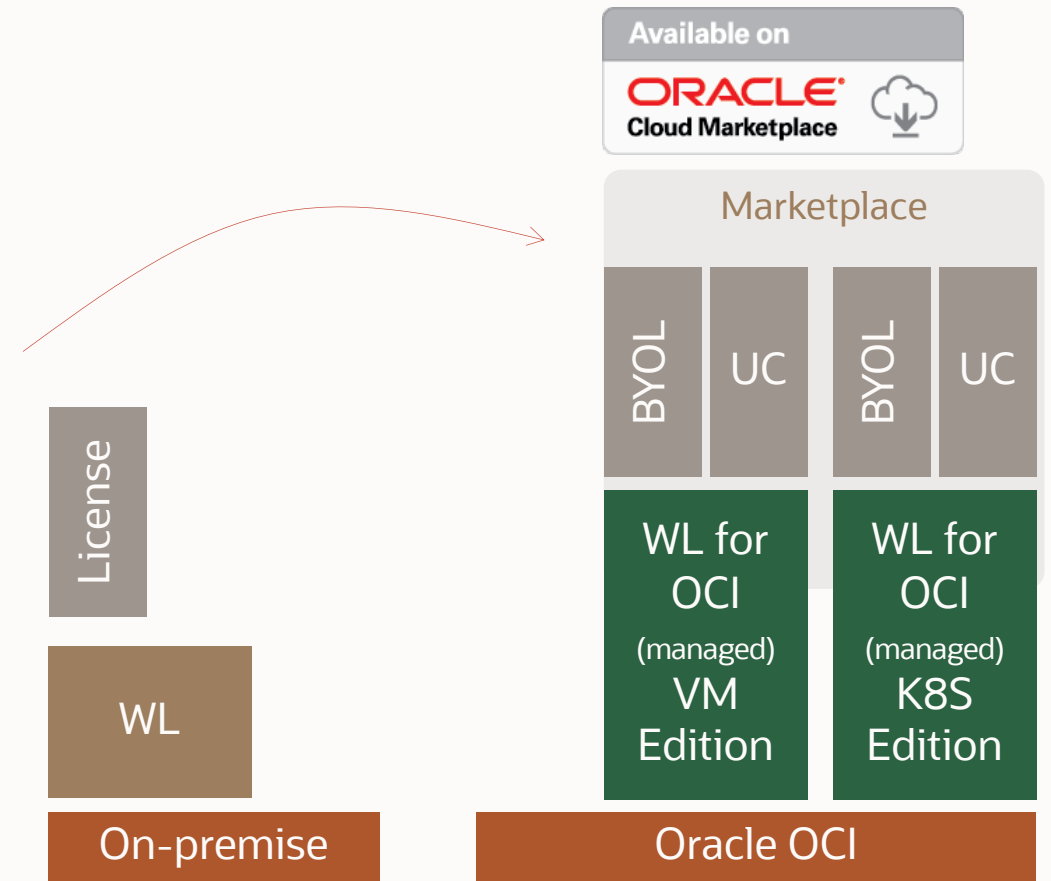 Available on
ORACLE
Cloud Marketplace
Marketplace
BYOL
UC
BYOL
UC
License
WL for
OCI
(managed)
VM
Edition
WL for
OCI
(managed)
K8S
Edition
WL
On-premise
Oracle OCI